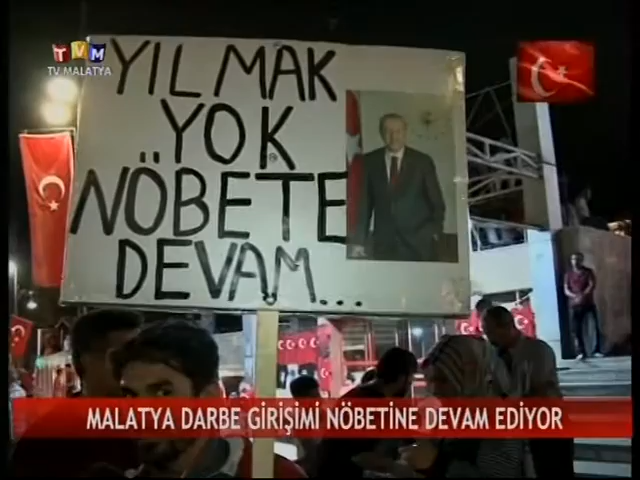 TVM
TV MALATYA
YILMAK
YOK
NÖBETE
DEVAM...
MALATYA DARBE GİRİŞİMİ NÖBETİNE DEVAM EDİYOR